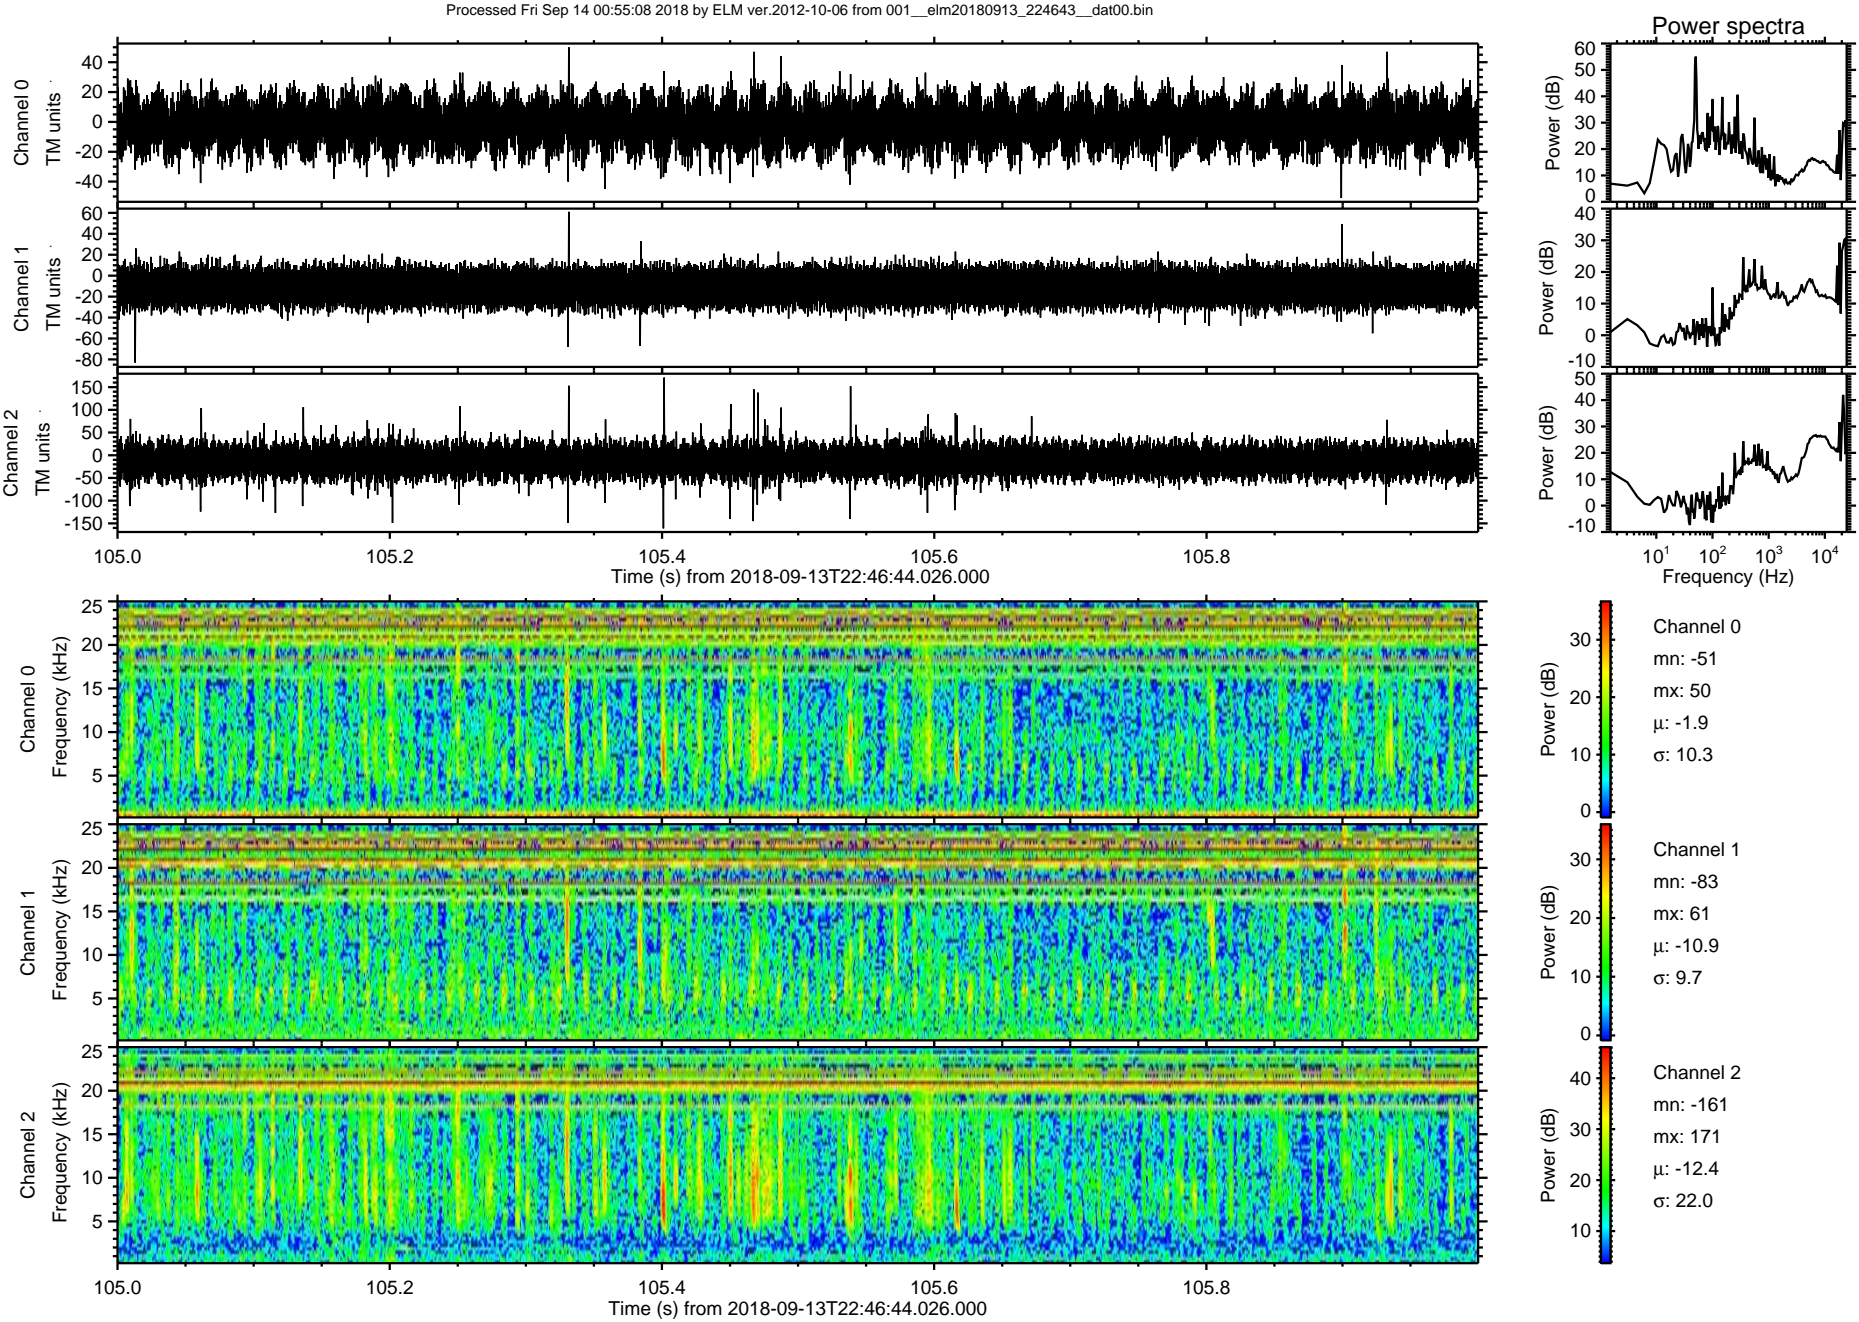 Processed Fri Sep 14 00:55:08 2018 by ELM ver.2012-10-06 from 001__elm20180913_224643__dat00.bin
Power spectra
Channel 0
TM units
40
20
0
-20
-40
Power (dB)
60
50
40
30
20
10
0
Channel 1
TM units
60
40
20
0
-20
-40
-60
-80
Power (dB)
40
30
20
10
0
-10
Channel 2
TM units
150
100
50
0
-50
-100
-150
Power (dB)
50
40
30
20
10
0
-10
105.0 105.2 105.4 105.6 105.8
Time (s) from 2018-09-13T22:46:44.026.000
10¹ 10² 10³ 10⁴
Frequency (Hz)
Channel 0
Frequency (kHz)
25
20
15
10
5
Power (dB)
30
20
10
0
Channel 0
mn: -51
mx: 50
μ: -1.9
σ: 10.3
Channel 1
Frequency (kHz)
25
20
15
10
5
Power (dB)
30
20
10
0
Channel 1
mn: -83
mx: 61
μ: -10.9
σ: 9.7
Channel 2
Frequency (kHz)
25
20
15
10
5
Power (dB)
40
30
20
10
Channel 2
mn: -161
mx: 171
μ: -12.4
σ: 22.0
105.0 105.2 105.4 105.6 105.8
Time (s) from 2018-09-13T22:46:44.026.000